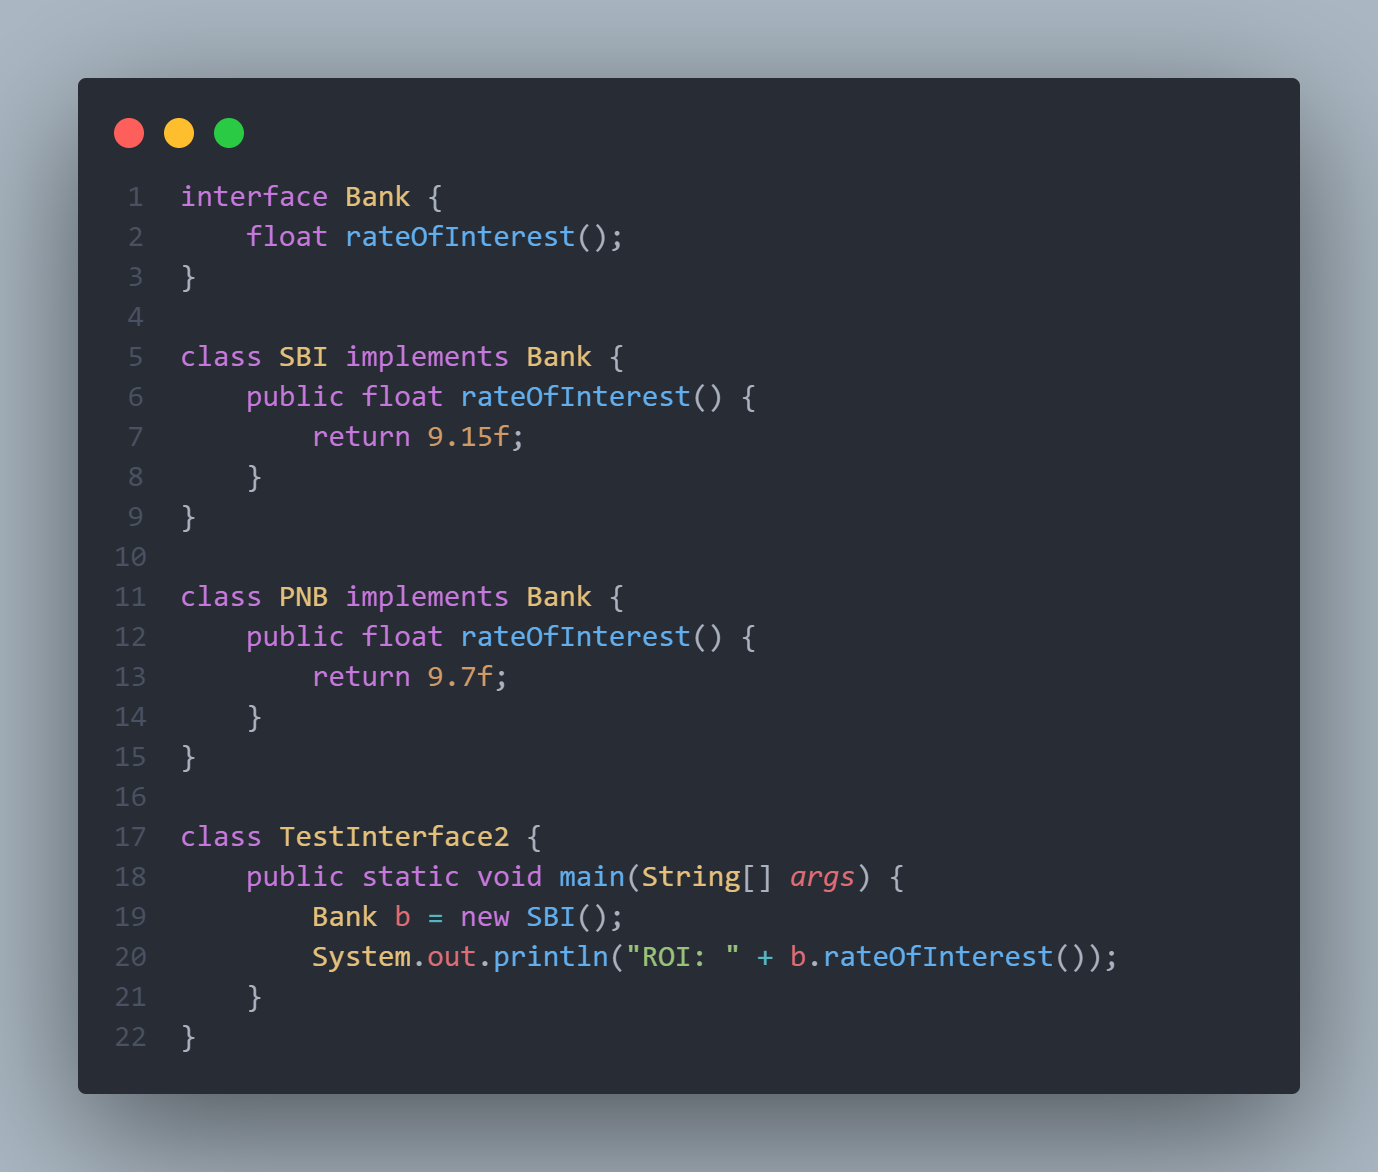 1 interface Bank {
2     float rateOfInterest();
3 }
4
5 class SBI implements Bank {
6     public float rateOfInterest() {
7         return 9.15f;
8     }
9 }
10
11 class PNB implements Bank {
12     public float rateOfInterest() {
13         return 9.7f;
14     }
15 }
16
17 class TestInterface2 {
18     public static void main(String[] args) {
19         Bank b = new SBI();
20         System.out.println("ROI: " + b.rateOfInterest());
21     }
22 }